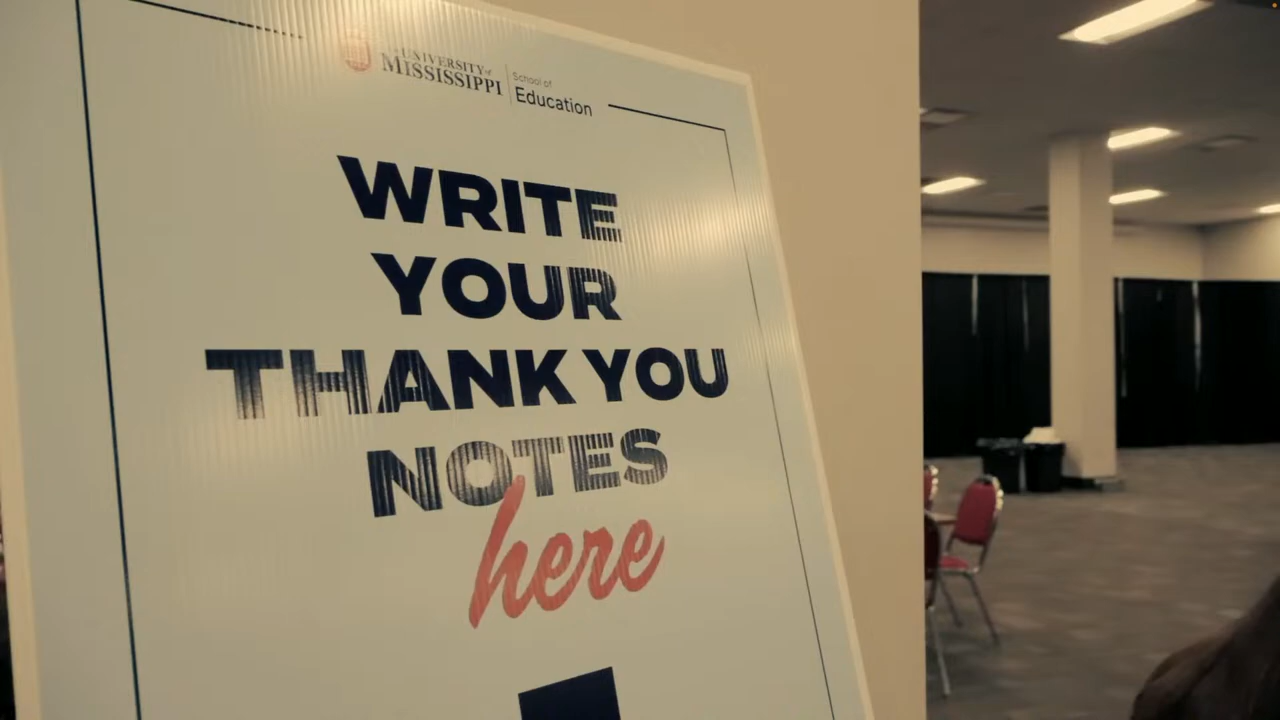 UNIVERSITY of
MISSISSIPPI
School of
Education
WRITE
YOUR
THANK YOU
NOTES
here